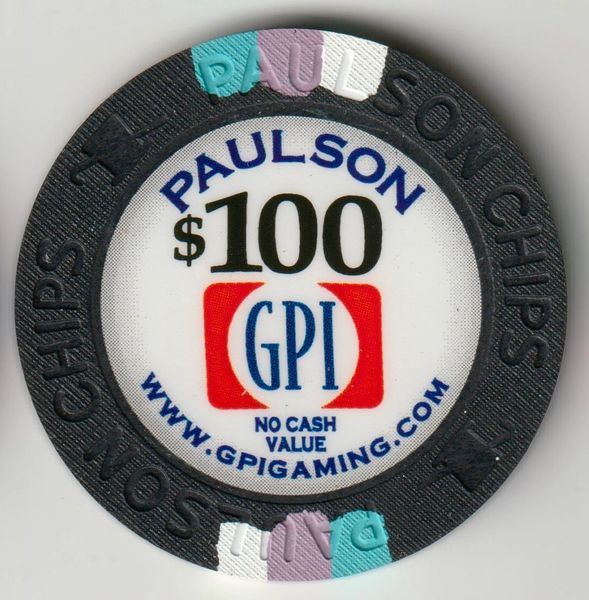 PAULSON CHIPS
PAULSON
$100
GPI
NO CASH
VALUE
WWW.GPIGAMING.COM
PAULSON CHIPS